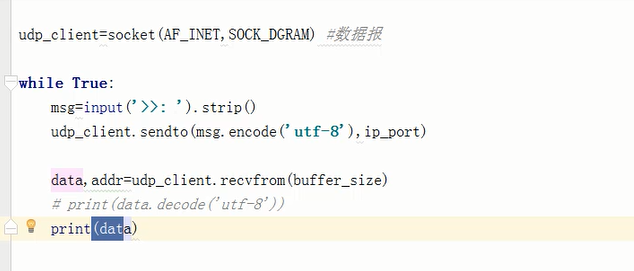 udp_client=socket(AF_INET,SOCK_DGRAM) #数据报
while True:
msg=input('>>: ').strip()
udp_client.sendto(msg.encode('utf-8'),ip_port)
data,addr=udp_client.recvfrom(buffer_size)
# print(data.decode('utf-8'))
print(data)